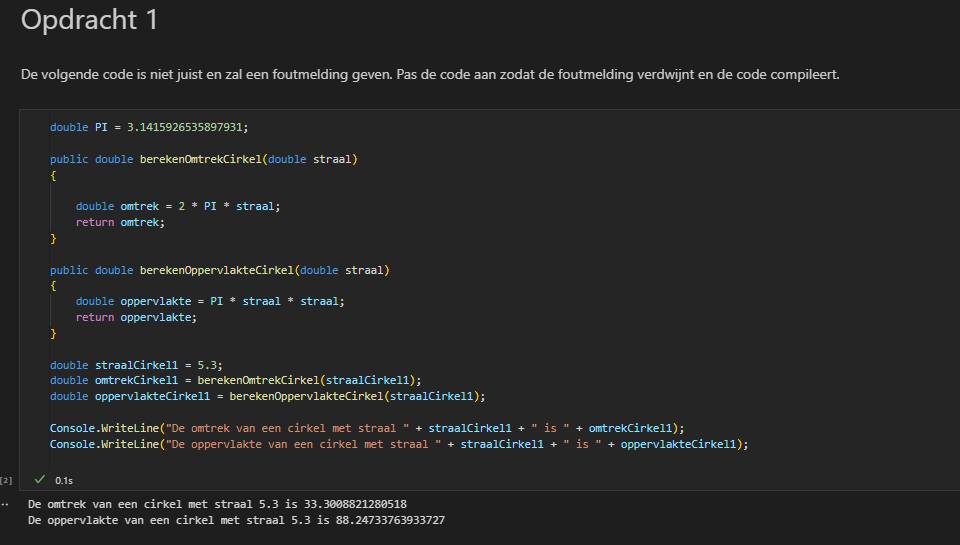 Opdracht 1
De volgende code is niet juist en zal een foutmelding geven. Pas de code aan zodat de foutmelding verdwijnt en de code compileert.
double PI = 3.1415926535897931;
public double berekenOmtrekCirkel(double straal)
{
double omtrek = 2 * PI * straal;
return omtrek;
}
public double berekenOppervlakteCirkel(double straal)
{
double oppervlakte = PI * straal * straal;
return oppervlakte;
}
double straalCirkel1 = 5.3;
double omtrekCirkel1 = berekenOmtrekCirkel(straalCirkel1);
double oppervlakteCirkel1 = berekenOppervlakteCirkel(straalCirkel1);
Console.WriteLine("De omtrek van een cirkel met straal " + straalCirkel1 + " is " + omtrekCirkel1);
Console.WriteLine("De oppervlakte van een cirkel met straal " + straalCirkel1 + " is " + oppervlakteCirkel1);
[2] ✓ 0.1s
De omtrek van een cirkel met straal 5.3 is 33.3008821280518
De oppervlakte van een cirkel met straal 5.3 is 88.24733763933727